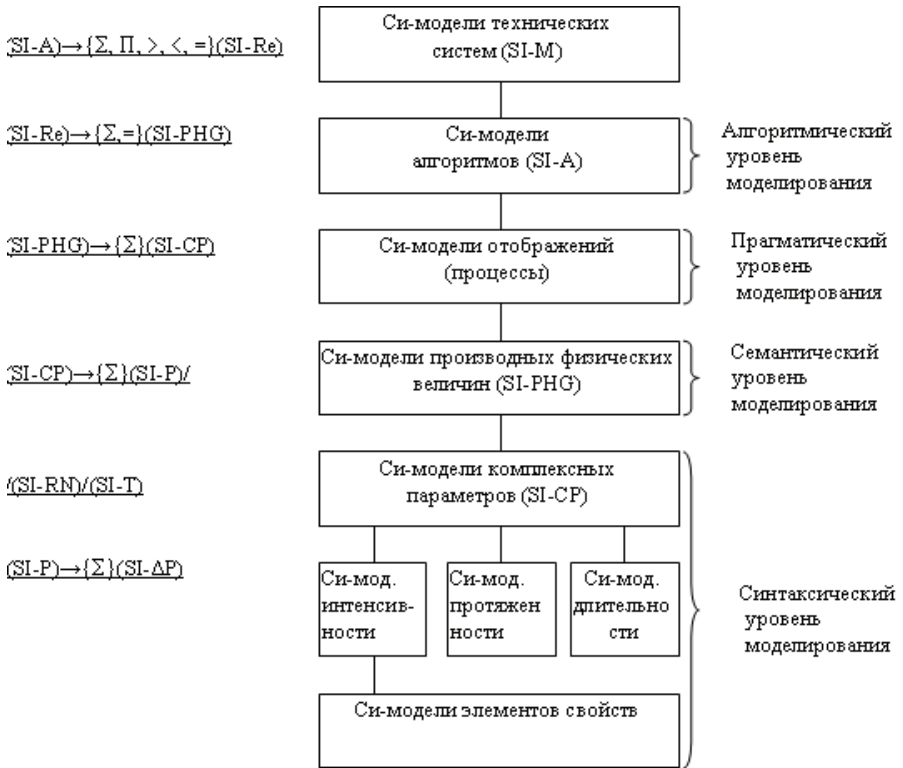 (SI-A)→{Σ, П, >, <, =}(SI-Re)
Си-модели технических
систем (SI-M)
(SI-Re)→{Σ,=}(SI-PHG)
Си-модели
алгоритмов (SI-A)
Алгоритмический
уровень
моделирования
(SI-PHG)→{Σ}(SI-CP)
Си-модели отображений
(процессы)
Прагматический
уровень
моделирования
(SI-CP)→{Σ}(SI-P)/
Си-модели производных физических
величин (SI-PHG)
Семантический
уровень
моделирования
/(SI-RN)/(SI-T)
Си-модели комплексных
параметров (SI-CP)
(SI-P)→{Σ}(SI-ΔP)
Си-мод.
интенсив-
ности
Си-мод.
протяжен
ности
Си-мод.
длительно
сти
Синтаксический
уровень
моделирования
Си-модели элементов свойств